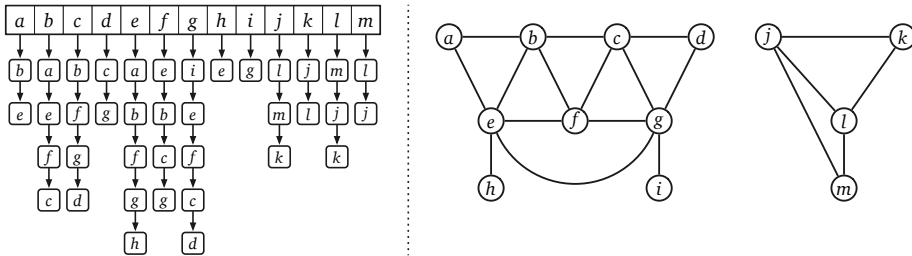 a b c d e f g h i j k l m
b a b c a e i e g l j m l
e e f g b b e m l j j
f g f c f k k
c d g g c
h d
a b c d
e f g
h i
j k
l
m